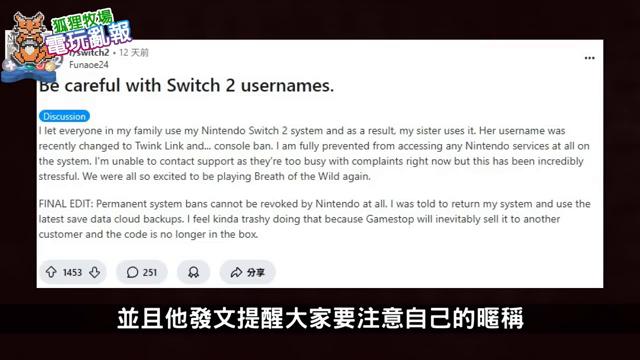 狐狸牧場
電玩亂報
r/switch2 • 12 天前
Funaoe24
Be careful with Switch 2 usernames.
Discussion
I let everyone in my family use my Nintendo Switch 2 system and as a result, my sister uses it. Her username was
recently changed to Twink Link and... console ban. I am fully prevented from accessing any Nintendo services at all on
the system. I'm unable to contact support as they're too busy with complaints right now but this has been incredibly
stressful. We were all so excited to be playing Breath of the Wild again.
FINAL EDIT: Permanent system bans cannot be revoked by Nintendo at all. I was told to return my system and use the
latest save data cloud backups. I feel kinda trashy doing that because Gamestop will inevitably sell it to another
customer and the code is no longer in the box.
1453
251
分享
並且他發文提醒大家要注意自己的暱稱